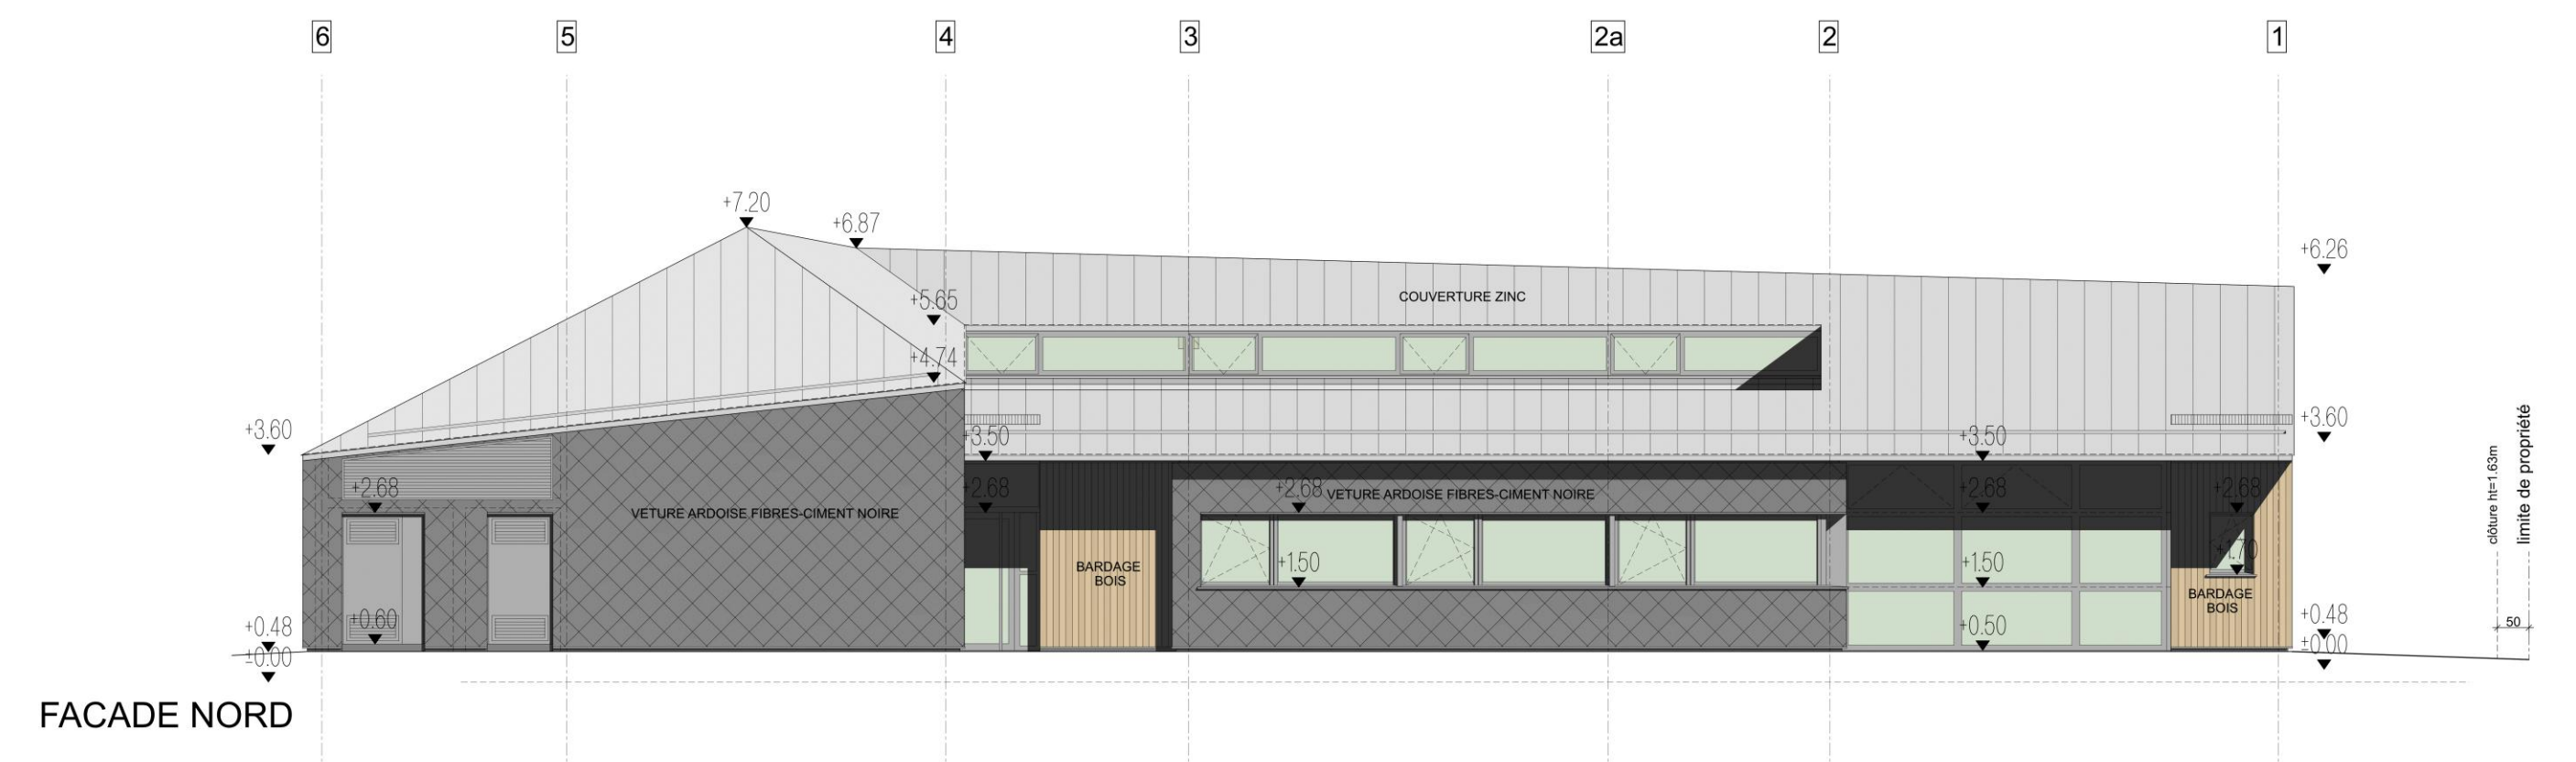 6
5
4
3
2a
2
1
+7.20
+6.87
+6.26
+5.65
COUVERTURE ZINC
+4.74
+3.60
+3.60
+3.50
+3.50
+2.68
+2.68
+2.68
+2.68
+2.68
VETURE ARDOISE FIBRES-CIMENT NOIRE
VETURE ARDOISE FIBRES-CIMENT NOIRE
clôture ht=1.63m
limite de propriété
+1.50
+1.50
+1.70
BARDAGE
BOIS
BARDAGE
BOIS
+0.48
+0.60
+0.50
+0.48
50
±0.00
±0.00
FACADE NORD